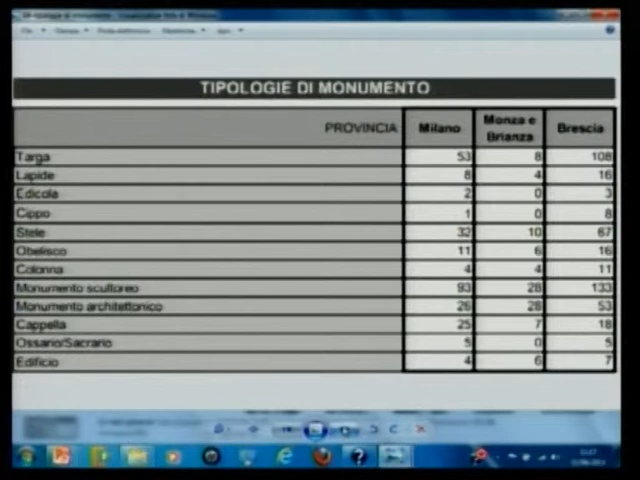 TIPOLOGIE DI MONUMENTO
PROVINCIA Milano Monza e Brianza Brescia
Targa 53 8 108
Lapide 8 4 16
Edicola 2 0 3
Cippo 1 0 8
Stele 32 10 67
Obelisco 11 6 16
Colonna 4 4 11
Monumento scultoreo 93 28 133
Monumento architettonico 26 28 53
Cappella 25 7 18
Ossario/Sacrario 5 0 5
Edificio 4 6 7